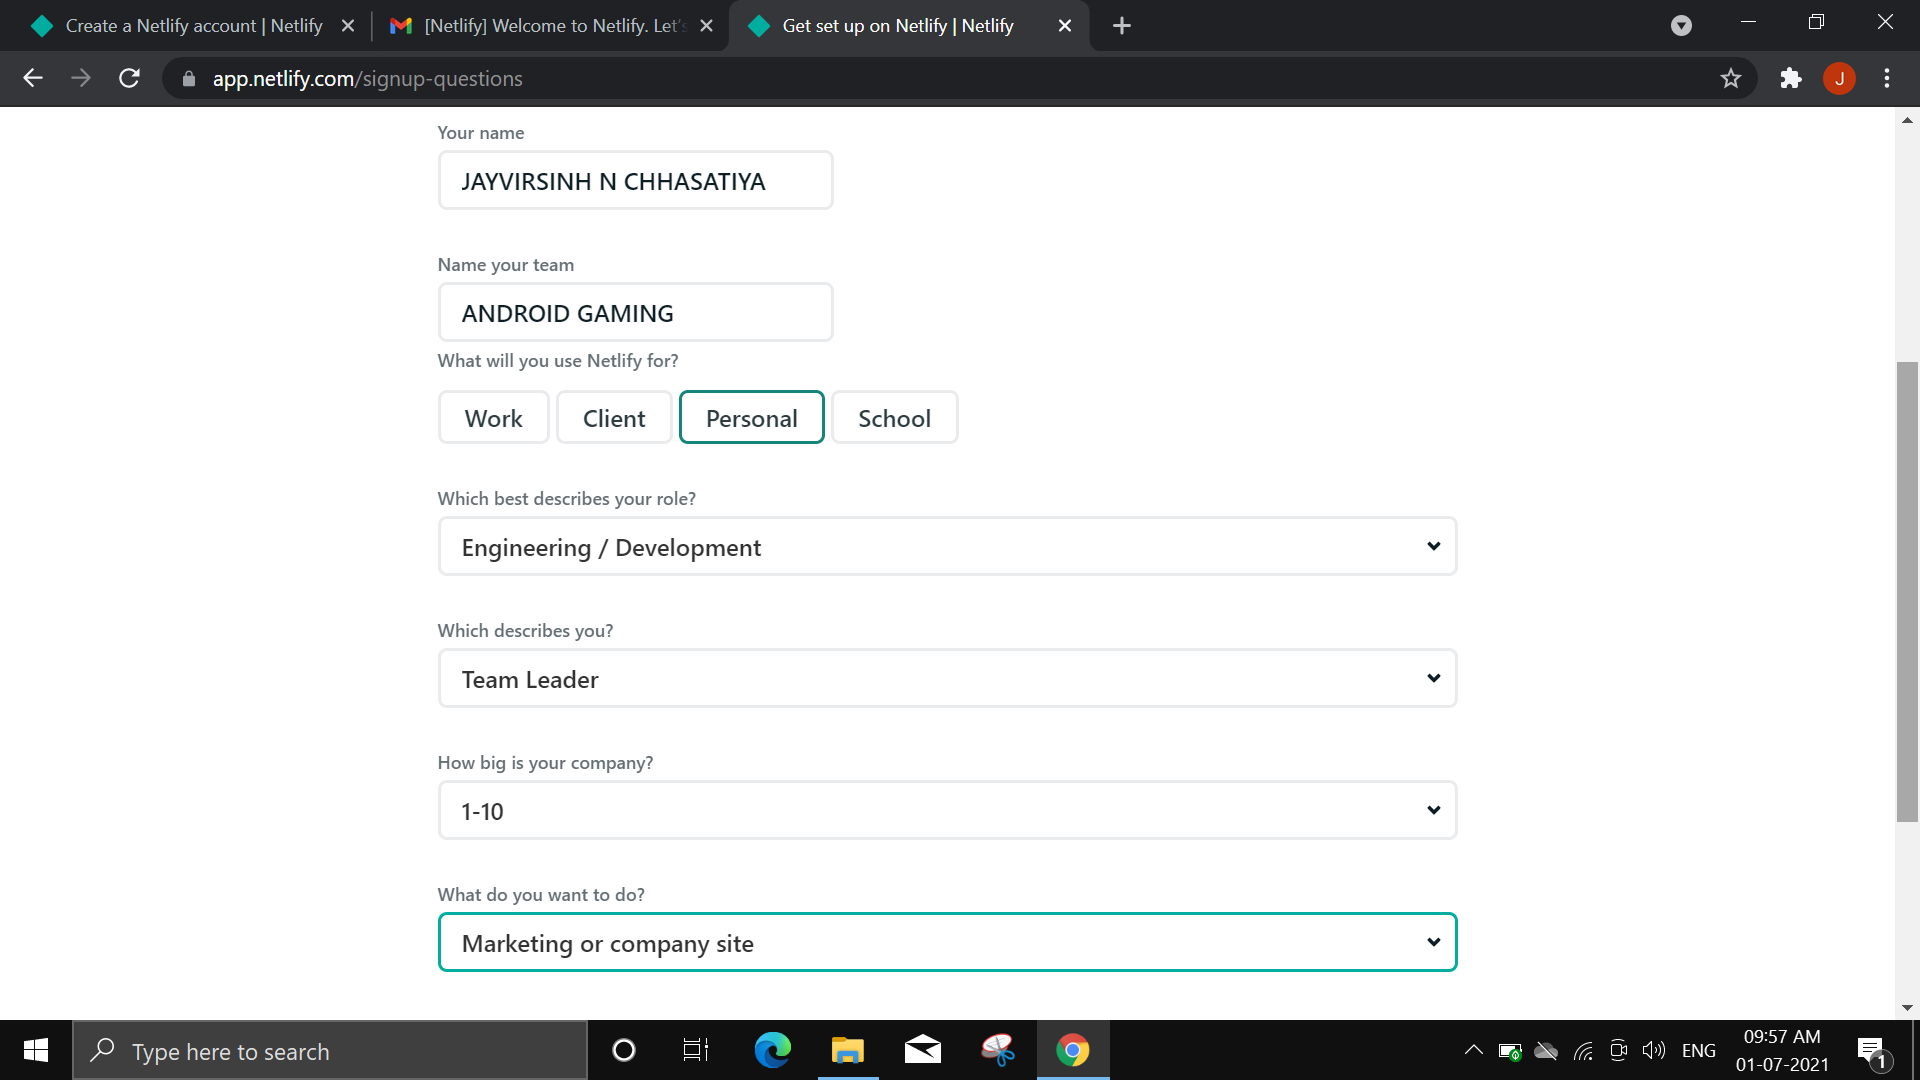 Create a Netlify account | Netlify
[Netlify] Welcome to Netlify. Let's
Get set up on Netlify | Netlify
app.netlify.com/signup-questions
J
Your name
JAYVIRSINH N CHHASATIYA
Name your team
ANDROID GAMING
What will you use Netlify for?
Work Client Personal School
Which best describes your role?
Engineering / Development
Which describes you?
Team Leader
How big is your company?
1-10
What do you want to do?
Marketing or company site
Type here to search
ENG
09:57 AM
01-07-2021
1